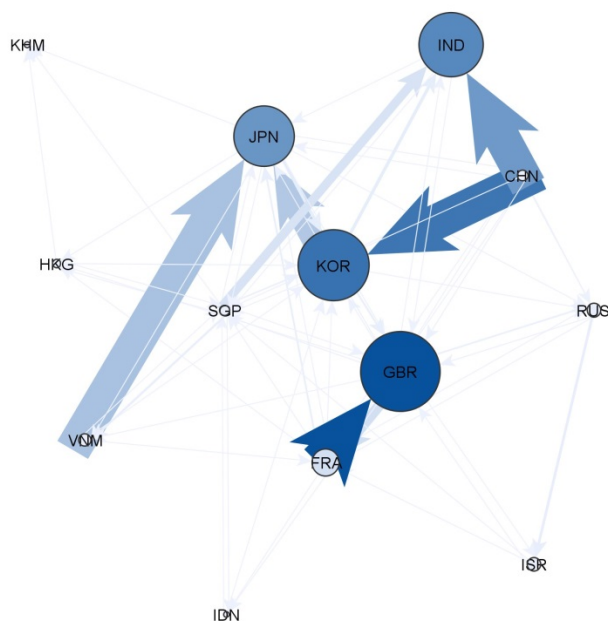 KHM
IND
JPN
CHN
HKG
KOR
SGP
RUS
GBR
VNM
FRA
ISR
IDN